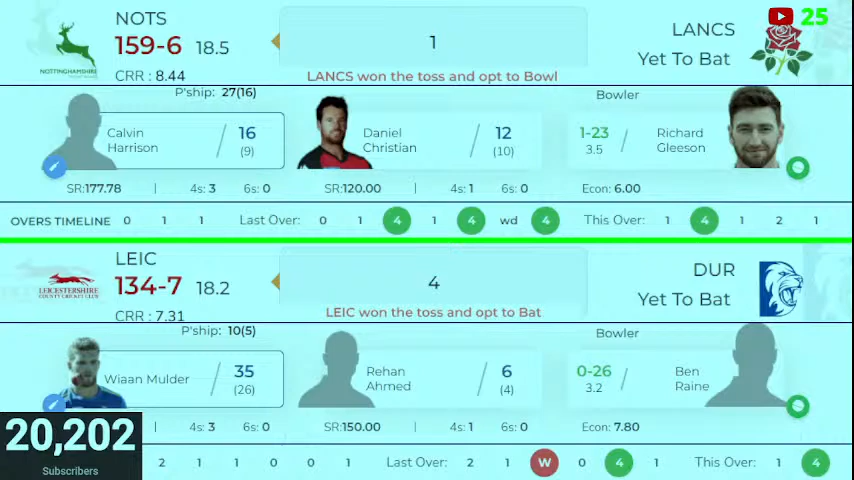 NOTS
159-6 18.5
CRR : 8.44
1
LANCS won the toss and opt to Bowl
LANCS
Yet To Bat
25
NOTTINGHAMSHIRE
P'ship: 27(16)
Bowler
Calvin Harrison
16
(9)
Daniel Christian
12
(10)
1-23
3.5
Richard Gleeson
SR:177.78 | 4s: 3 6s: 0 SR:120.00 | 4s: 1 6s: 0 Econ: 6.00
OVERS TIMELINE 0 1 1 Last Over: 0 1 4 1 4 wd 4 This Over: 1 4 1 2 1
LEIC
134-7 18.2
CRR : 7.31
4
LEIC won the toss and opt to Bat
DUR
Yet To Bat
LEICESTERSHIRE
COUNTY CRICKET CLUB
P'ship: 10(5)
Bowler
Wiaan Mulder
35
(26)
Rehan Ahmed
6
(4)
0-26
3.2
Ben Raine
4s: 3 6s: 0 SR:150.00 | 4s: 1 6s: 0 Econ: 7.80
20,202
Subscribers
2 1 1 0 0 1 Last Over: 2 1 W 0 4 1 This Over: 1 4